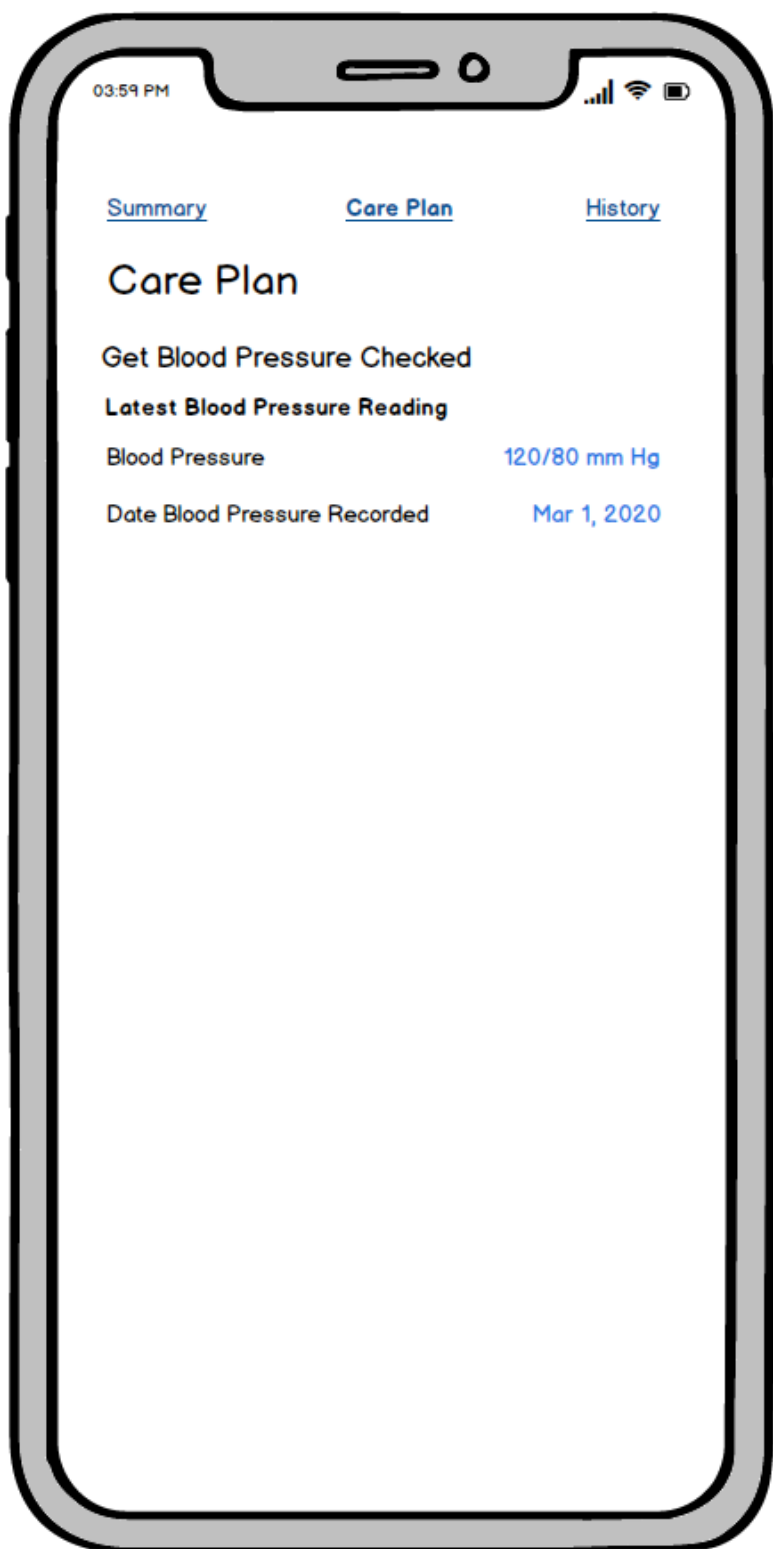 03:59 PM
Summary Care Plan History
Care Plan
Get Blood Pressure Checked
Latest Blood Pressure Reading
Blood Pressure 120/80 mm Hg
Date Blood Pressure Recorded Mar 1, 2020